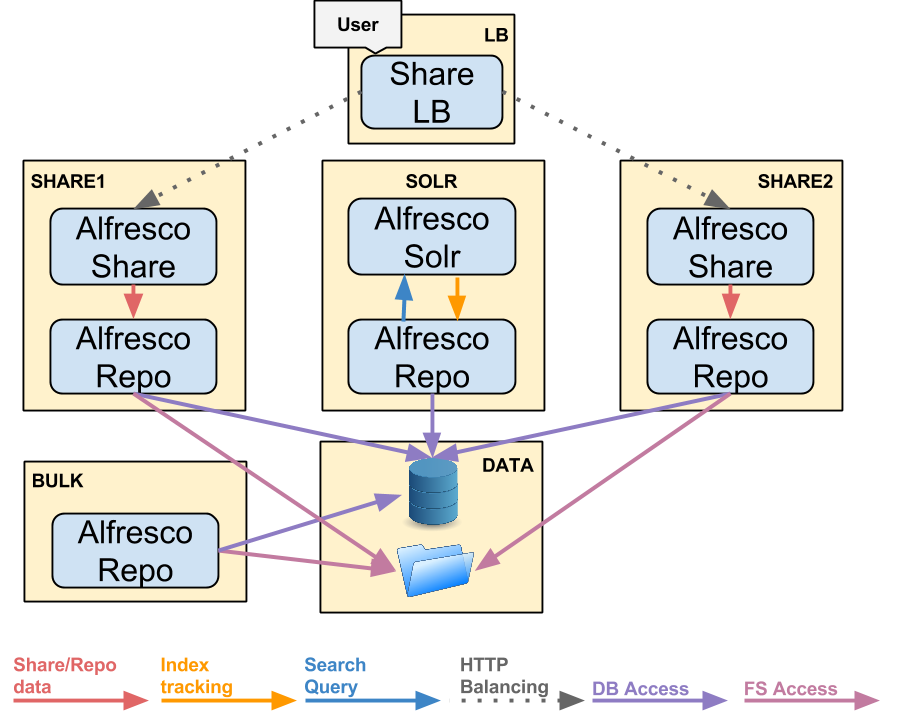 User
LB
Share
LB
SHARE1
Alfresco
Share
Alfresco
Repo
SOLR
Alfresco
Solr
Alfresco
Repo
SHARE2
Alfresco
Share
Alfresco
Repo
BULK
Alfresco
Repo
DATA
Share/Repo
data
Index
tracking
Search
Query
HTTP
Balancing
DB Access
FS Access